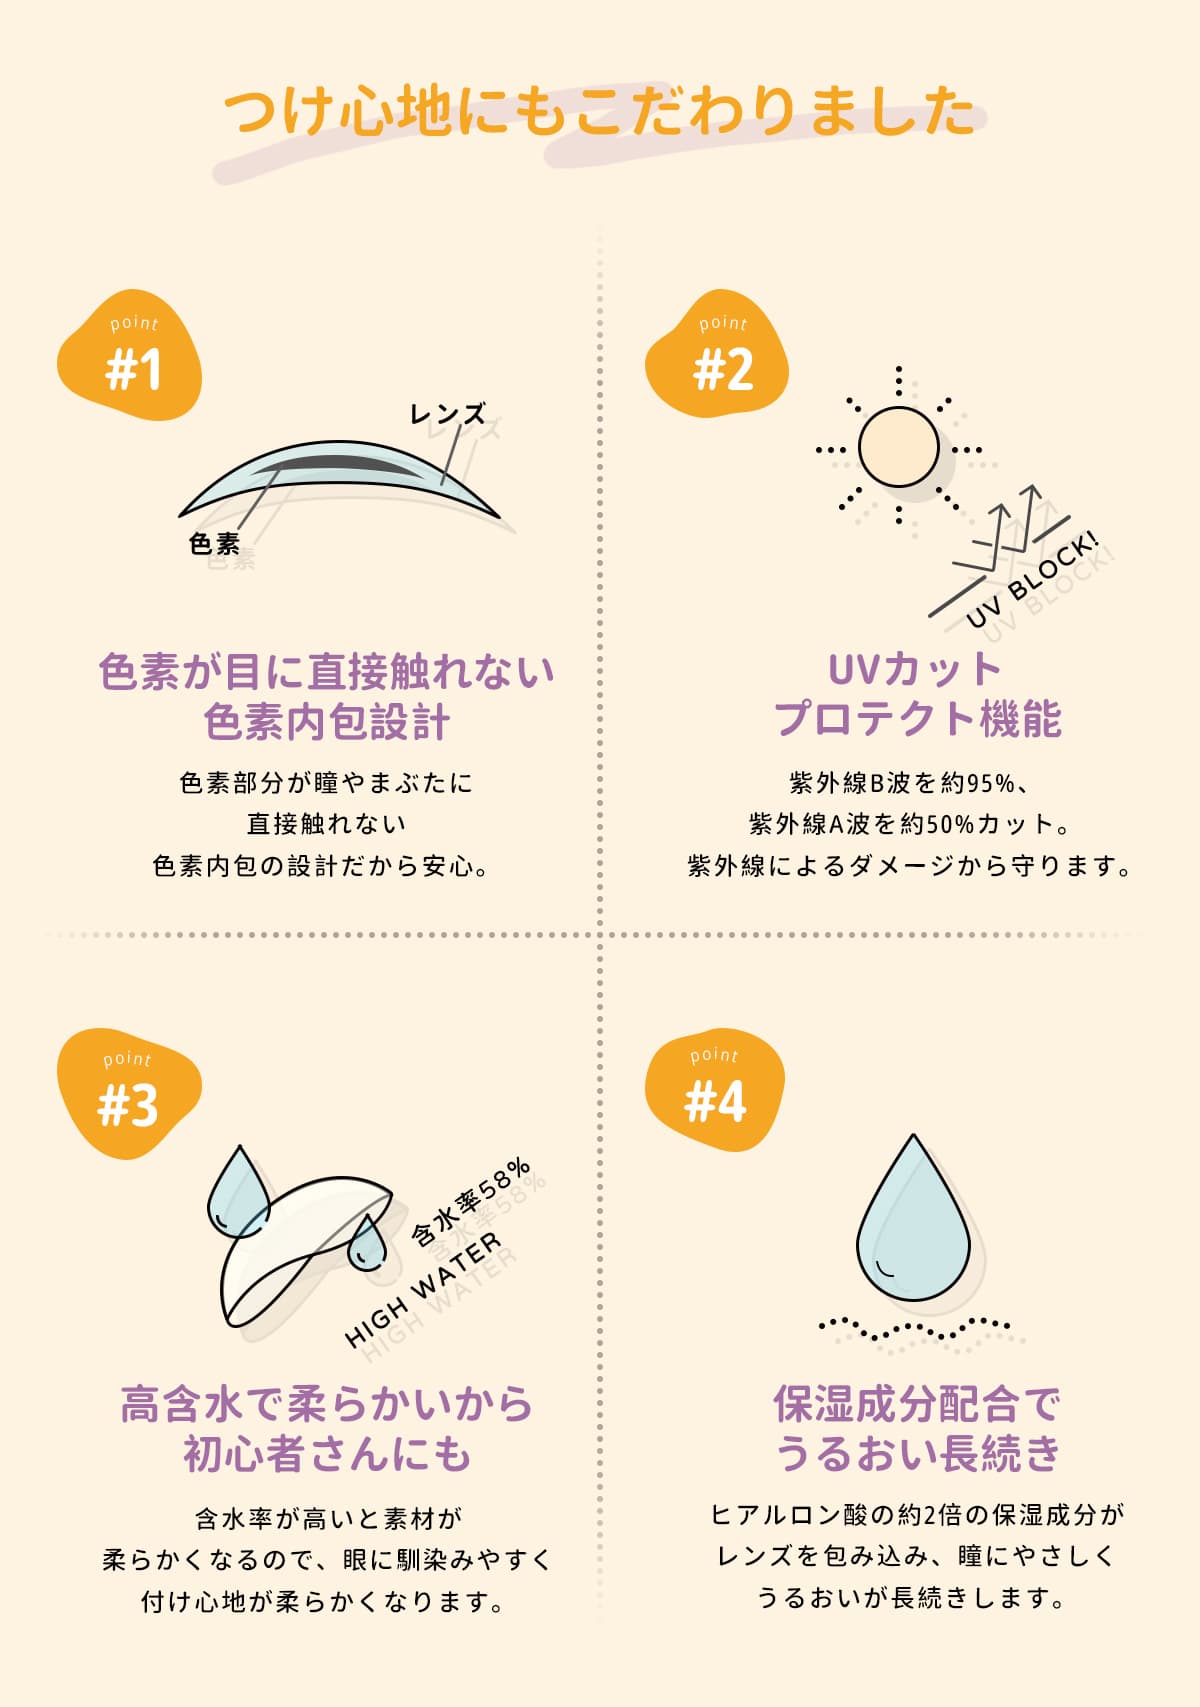 つけ心地にもこだわりました
point
#1
レンズ
色素
色素が目に直接触れない
色素内包設計
色素部分が瞳やまぶたに
直接触れない
色素内包の設計だから安心。
point
#2
UV BLOCK!
UVカット
プロテクト機能
紫外線B波を約95%、
紫外線A波を約50%カット。
紫外線によるダメージから守ります。
point
#3
含水率58%
HIGH WATER
高含水で柔らかいから
初心者さんにも
含水率が高いと素材が
柔らかくなるので、眼に馴染みやすく
付け心地が柔らかくなります。
point
#4
保湿成分配合で
うるおい長続き
ヒアルロン酸の約2倍の保湿成分が
レンズを包み込み、瞳にやさしく
うるおいが長続きします。